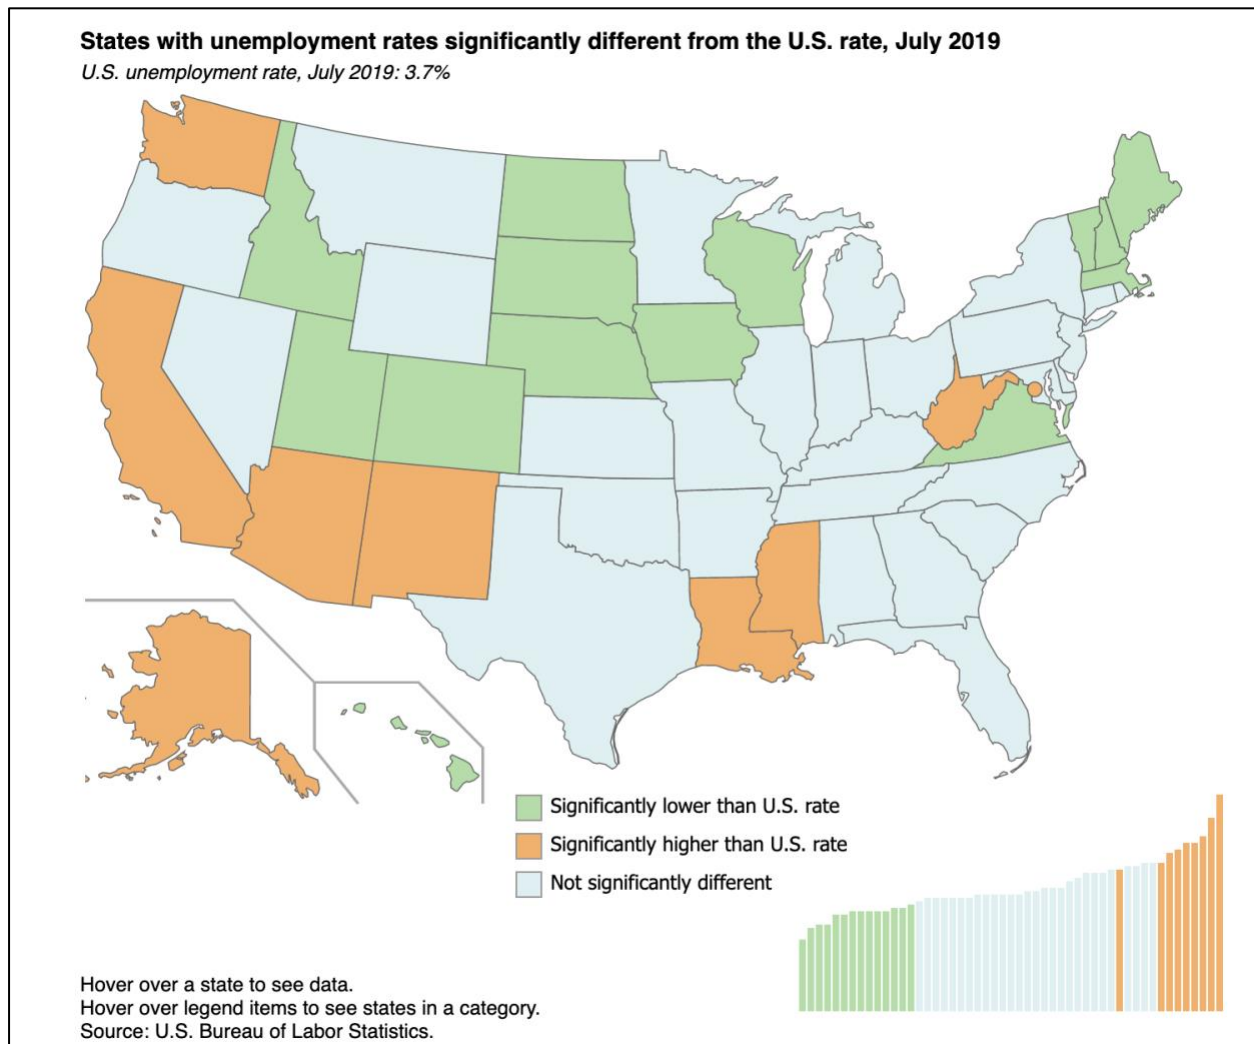 States with unemployment rates significantly different from the U.S. rate, July 2019
U.S. unemployment rate, July 2019: 3.7%
Significantly lower than U.S. rate
Significantly higher than U.S. rate
Not significantly different
Hover over a state to see data.
Hover over legend items to see states in a category.
Source: U.S. Bureau of Labor Statistics.